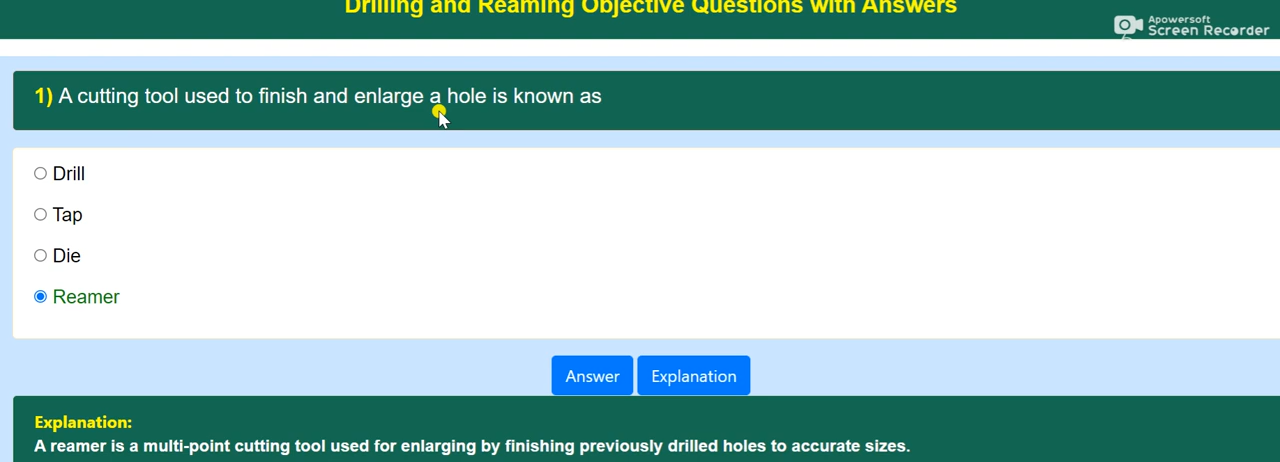 Drilling and Reaming Objective Questions with Answers
Apowersoft
Screen Recorder
1) A cutting tool used to finish and enlarge a hole is known as
Drill
Tap
Die
Reamer
Answer Explanation
Explanation:
A reamer is a multi-point cutting tool used for enlarging by finishing previously drilled holes to accurate sizes.